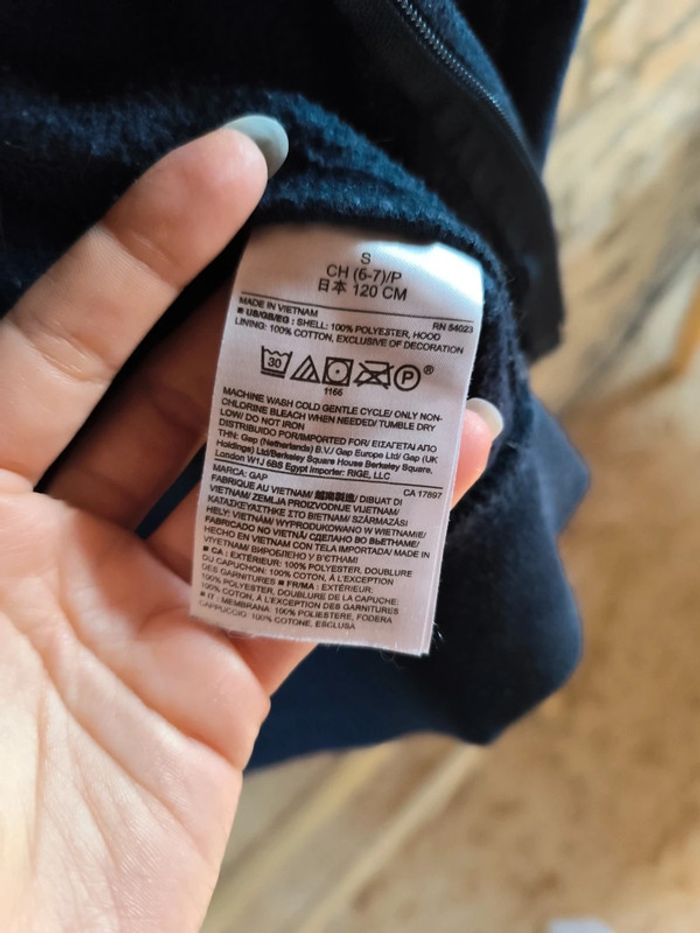 S
CH (6-7)/P
日本 120 CM
MADE IN VIETNAM RN 54023
■ US/GB/EG : SHELL: 100% POLYESTER, HOOD
LINING: 100% COTTON, EXCLUSIVE OF DECORATION
30 P ®
1166
MACHINE WASH COLD GENTLE CYCLE/ ONLY NON-
CHLORINE BLEACH WHEN NEEDED/ TUMBLE DRY
LOW/ DO NOT IRON
DISTRIBUIDO POR/IMPORTED FOR/ ΕΙΣΑΓΕΤΑΙ ΑΠΟ
ΤΗΝ: Gap (Netherlands) B.V./ Gap Europe Ltd/ Gap (UK
Holdings) Ltd/Berkeley Square House Berkeley Square,
London W1J 6BS Egypt Importer: RIGE, LLC
MARCA: GAP CA 17897
FABRIQUÉ AU VIETNAM/ 越南製造/ DIBUAT DI
VIETNAM/ ZEMLJA PROIZVODNJE VIJETNAM/
ΚΑΤΑΣΚΕΥΑΣΤΗΚΕ ΣΤΟ ΒΙΕΤΝΑΜ/ SZÁRMAZÁSI
HELY: VIETNÁM/ WYPRODUKOWANO W WIETNAMIE/
FABRICADO NO VIETNÃ/ СДЕЛАНО ВО ВЬЕТНАМЕ/
HECHO EN VIETNAM CON TELA IMPORTADA/ MADE IN
VIYETNAM/ ВИРОБЛЕНО У В'ЄТНАМІ
■ CA : EXTÉRIEUR: 100% POLYESTER, DOUBLURE
DU CAPUCHON: 100% COTON, À L'EXCEPTION
DES GARNITURES ■ FR/MA : EXTÉRIEUR:
100% POLYESTER, DOUBLURE DE LA CAPUCHE:
100% COTON, À L'EXCEPTION DES GARNITURES
■ IT : MEMBRANA: 100% POLIESTERE, FODERA
CAPPUCCIO: 100% COTONE, ESCLUSA